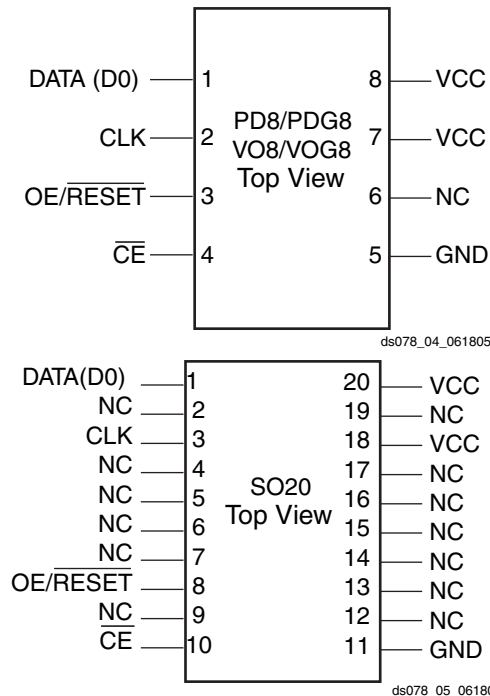 DATA (D0) 1 8 VCC
CLK 2 PD8/PDG8 7 VCC
VO8/VOG8
Top View
OE/RESET 3 6 NC
CE 4 5 GND
ds078_04_061805
DATA(D0) 1 20 VCC
NC 2 19 NC
CLK 3 18 VCC
NC 4 17 NC
NC 5 SO20 16 NC
NC 6 Top View 15 NC
NC 7 14 NC
OE/RESET 8 13 NC
NC 9 12 NC
CE 10 11 GND